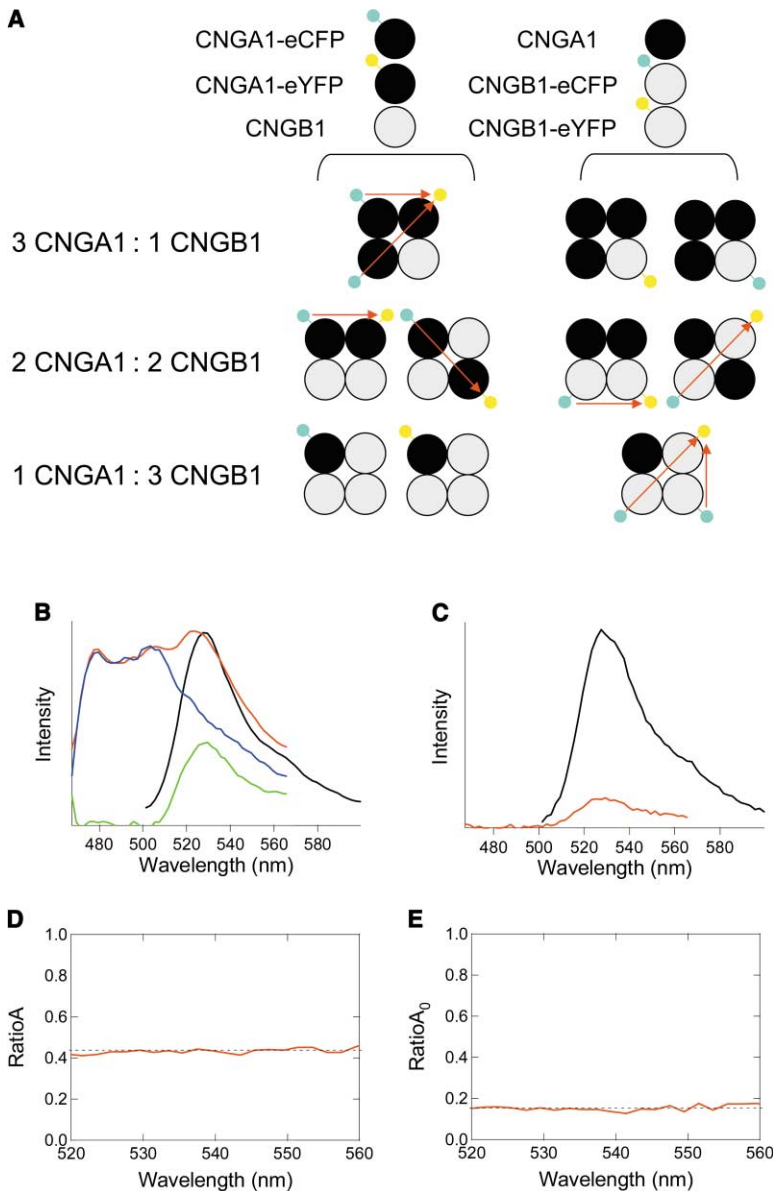 A
CNGA1-eCFP
CNGA1-eYFP
CNGB1
CNGA1
CNGB1-eCFP
CNGB1-eYFP
3 CNGA1 : 1 CNGB1
2 CNGA1 : 2 CNGB1
1 CNGA1 : 3 CNGB1
B
Intensity
480 500 520 540 560 580
Wavelength (nm)
C
Intensity
480 500 520 540 560 580
Wavelength (nm)
D
RatioA
1.0
0.8
0.6
0.4
0.2
0.0
520 530 540 550 560
Wavelength (nm)
E
RatioA0
1.0
0.8
0.6
0.4
0.2
0.0
520 530 540 550 560
Wavelength (nm)